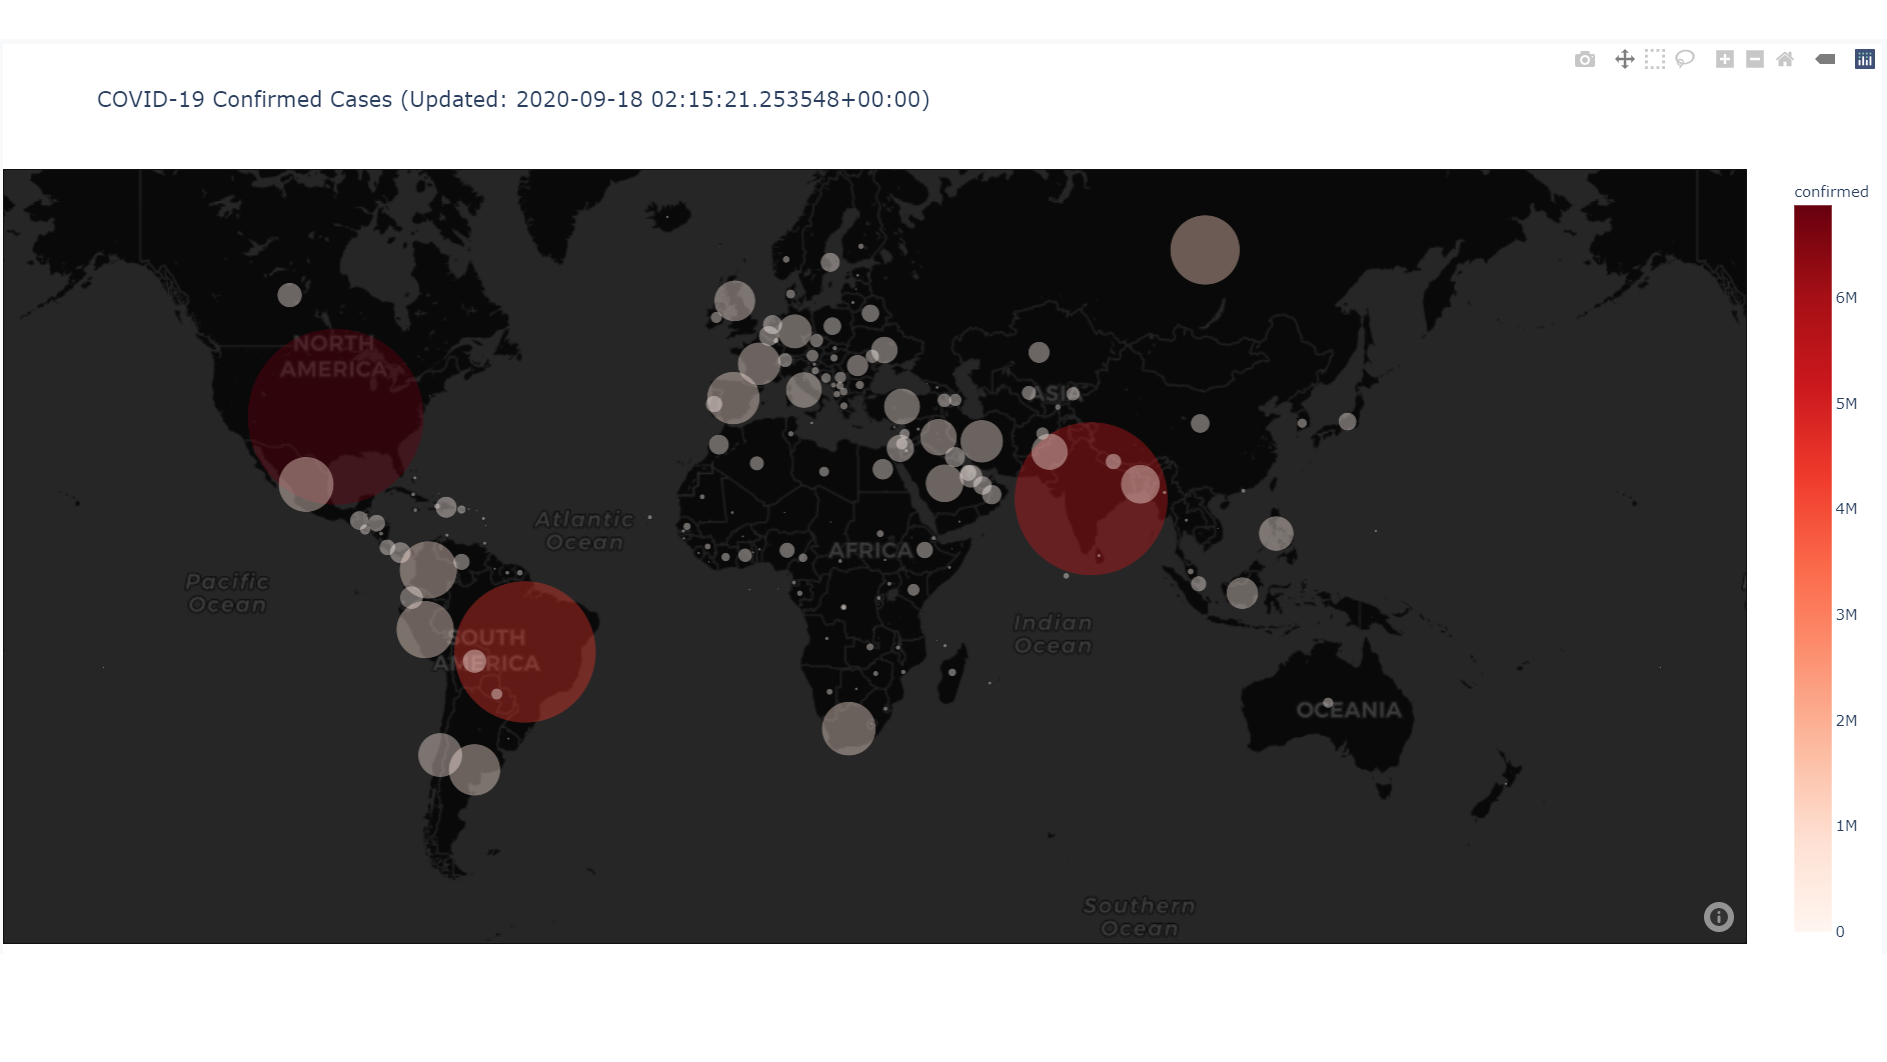 COVID-19 Confirmed Cases (Updated: 2020-09-18 02:15:21.253548+00:00)
confirmed
6M
5M
4M
3M
2M
1M
0
NORTH
AMERICA
ASIA
Atlantic
Ocean
AFRICA
Pacific
Ocean
Indian
Ocean
SOUTH
AMERICA
OCEANIA
Southern
Ocean